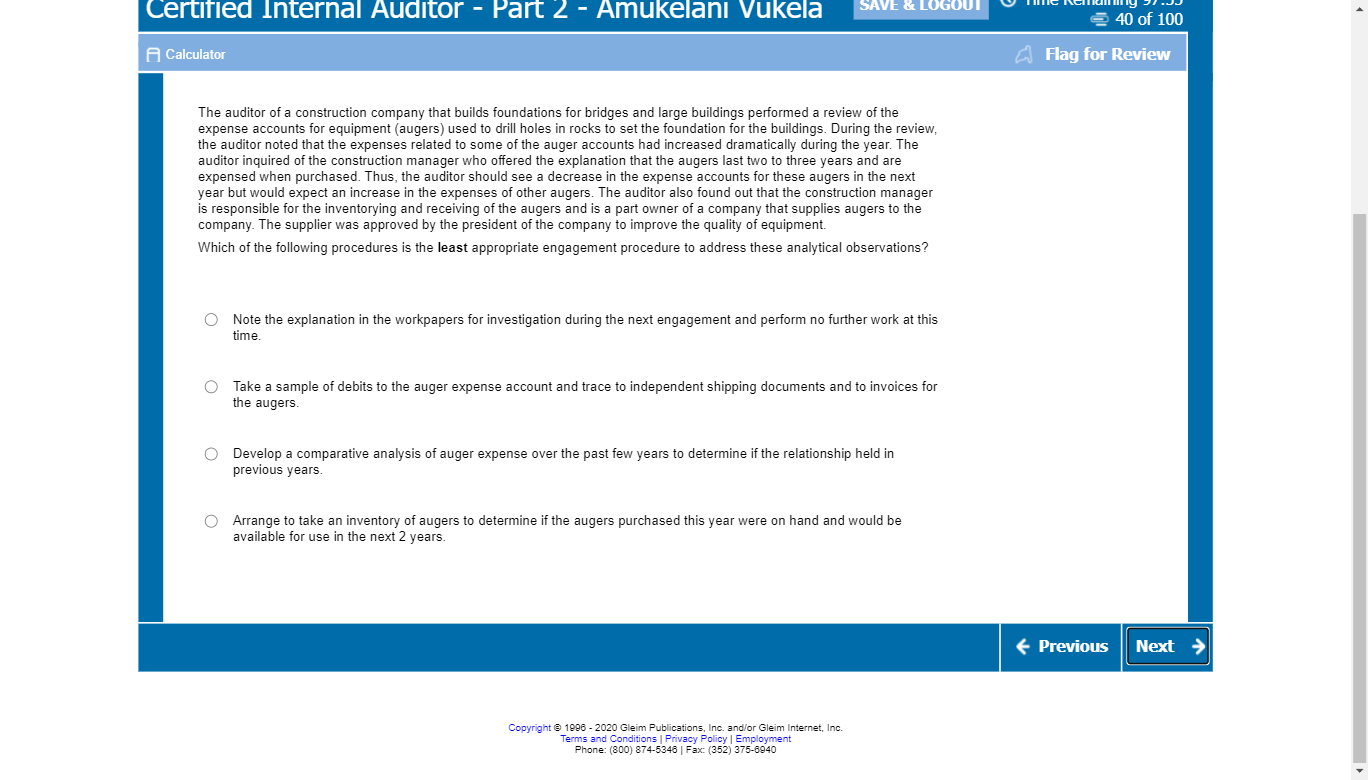 Certified Internal Auditor - Part 2 - Amukelani Vukela
SAVE & LOGOUT
Time Remaining 97:55
40 of 100
Calculator
Flag for Review
The auditor of a construction company that builds foundations for bridges and large buildings performed a review of the
expense accounts for equipment (augers) used to drill holes in rocks to set the foundation for the buildings. During the review,
the auditor noted that the expenses related to some of the auger accounts had increased dramatically during the year. The
auditor inquired of the construction manager who offered the explanation that the augers last two to three years and are
expensed when purchased. Thus, the auditor should see a decrease in the expense accounts for these augers in the next
year but would expect an increase in the expenses of other augers. The auditor also found out that the construction manager
is responsible for the inventorying and receiving of the augers and is a part owner of a company that supplies augers to the
company. The supplier was approved by the president of the company to improve the quality of equipment.
Which of the following procedures is the least appropriate engagement procedure to address these analytical observations?
Note the explanation in the workpapers for investigation during the next engagement and perform no further work at this
time.
Take a sample of debits to the auger expense account and trace to independent shipping documents and to invoices for
the augers.
Develop a comparative analysis of auger expense over the past few years to determine if the relationship held in
previous years.
Arrange to take an inventory of augers to determine if the augers purchased this year were on hand and would be
available for use in the next 2 years.
Previous
Next
Copyright © 1996 - 2020 Gleim Publications, Inc. and/or Gleim Internet, Inc.
Terms and Conditions | Privacy Policy | Employment
Phone: (800) 874-5346 | Fax: (352) 375-6940